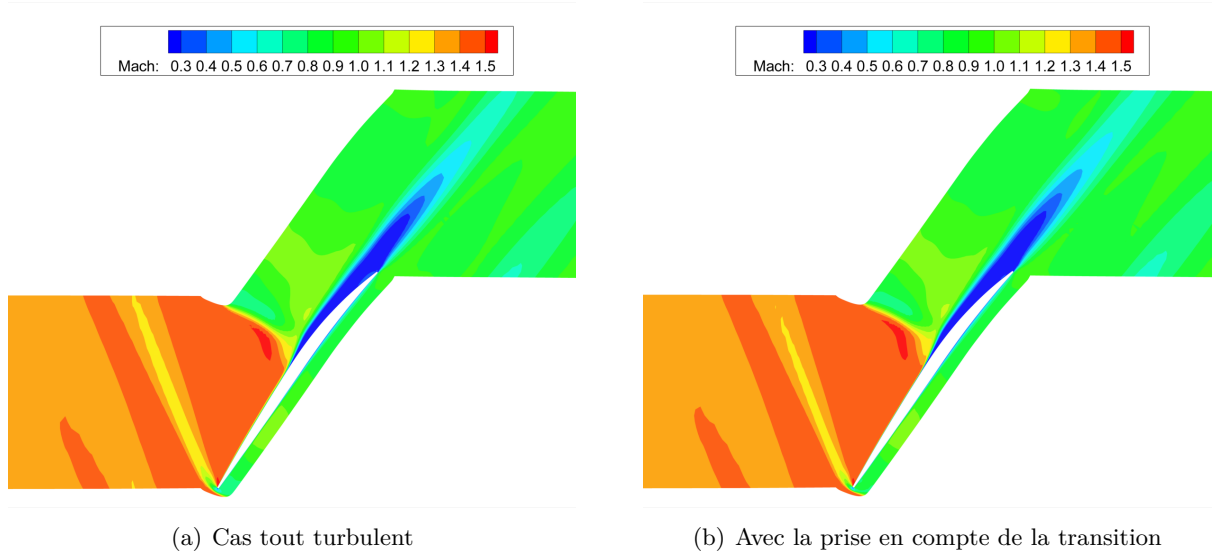 Mach: 0.3 0.4 0.5 0.6 0.7 0.8 0.9 1.0 1.1 1.2 1.3 1.4 1.5
Mach: 0.3 0.4 0.5 0.6 0.7 0.8 0.9 1.0 1.1 1.2 1.3 1.4 1.5
(a) Cas tout turbulent
(b) Avec la prise en compte de la transition